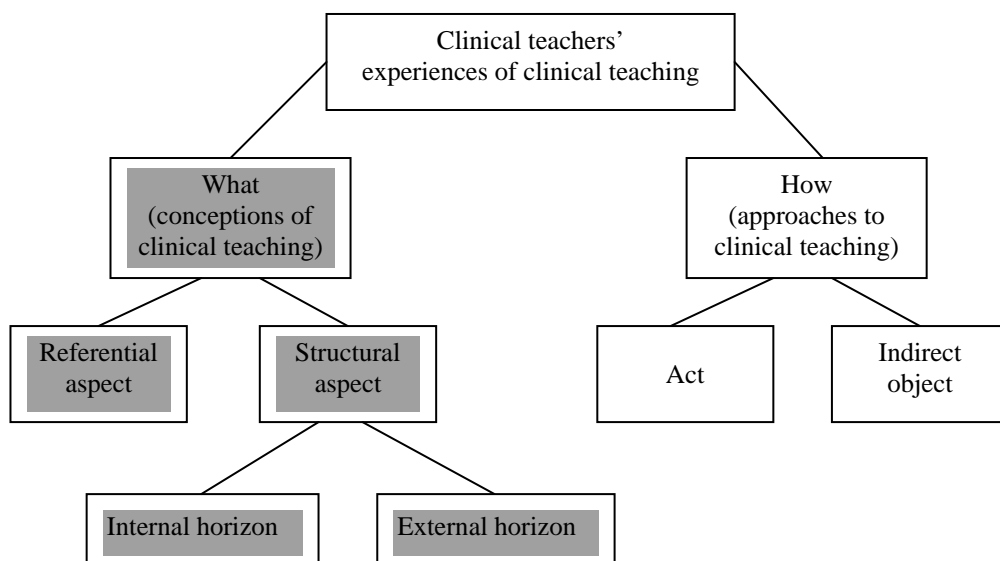 Clinical teachers’
experiences of clinical teaching
What
(conceptions of
clinical teaching)
How
(approaches to
clinical teaching)
Referential
aspect
Structural
aspect
Act
Indirect
object
Internal horizon
External horizon